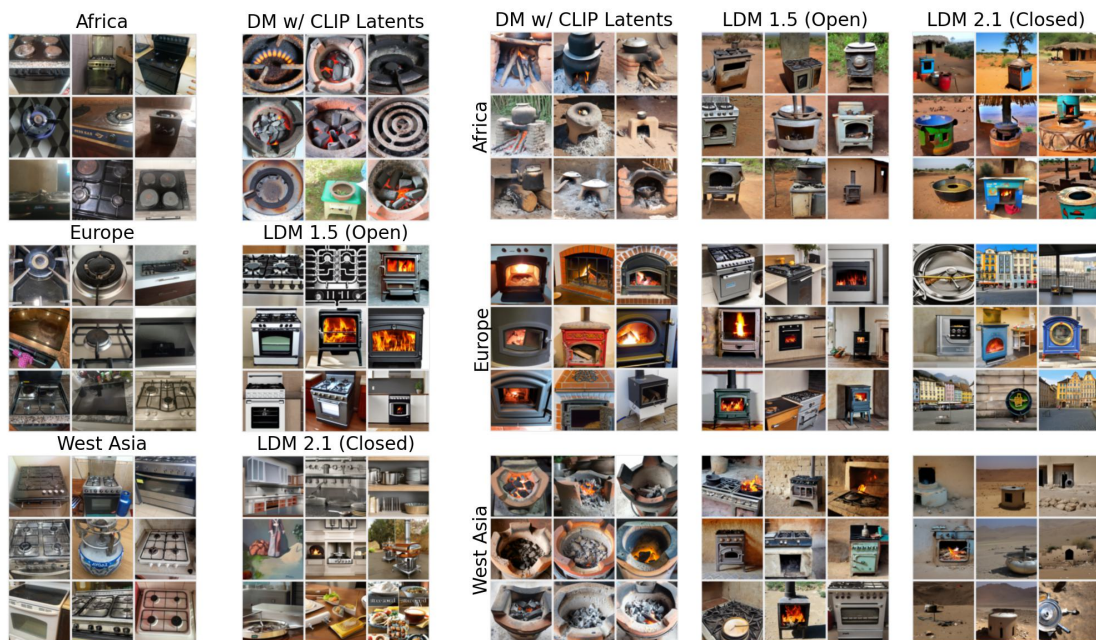 Africa
DM w/ CLIP Latents
Europe
LDM 1.5 (Open)
West Asia
LDM 2.1 (Closed)
DM w/ CLIP Latents
LDM 1.5 (Open)
LDM 2.1 (Closed)
Africa
Europe
West Asia